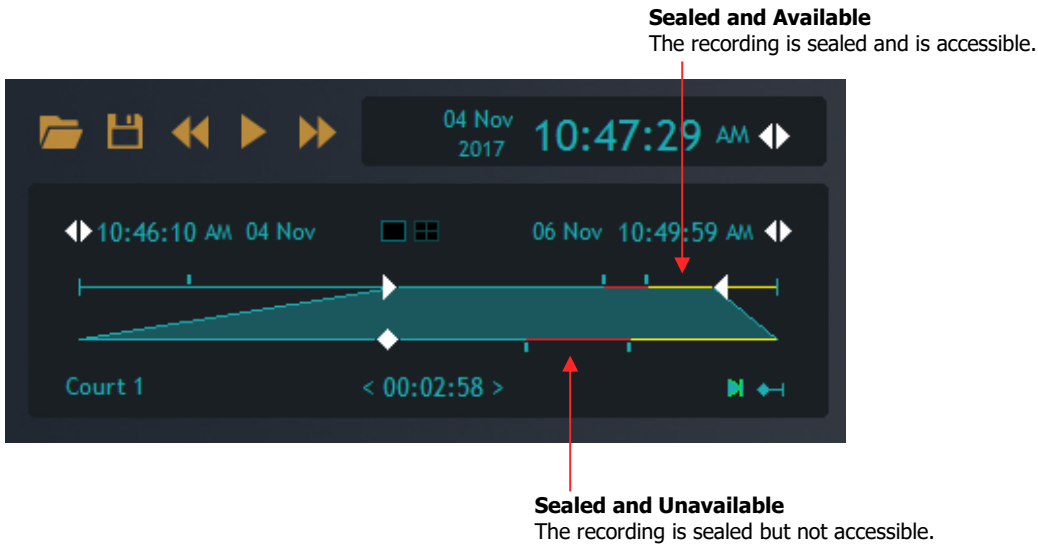 Sealed and Available
The recording is sealed and is accessible.
04 Nov
2017
10:47:29 AM
10:46:10 AM 04 Nov
06 Nov 10:49:59 AM
Court 1
< 00:02:58 >
Sealed and Unavailable
The recording is sealed but not accessible.